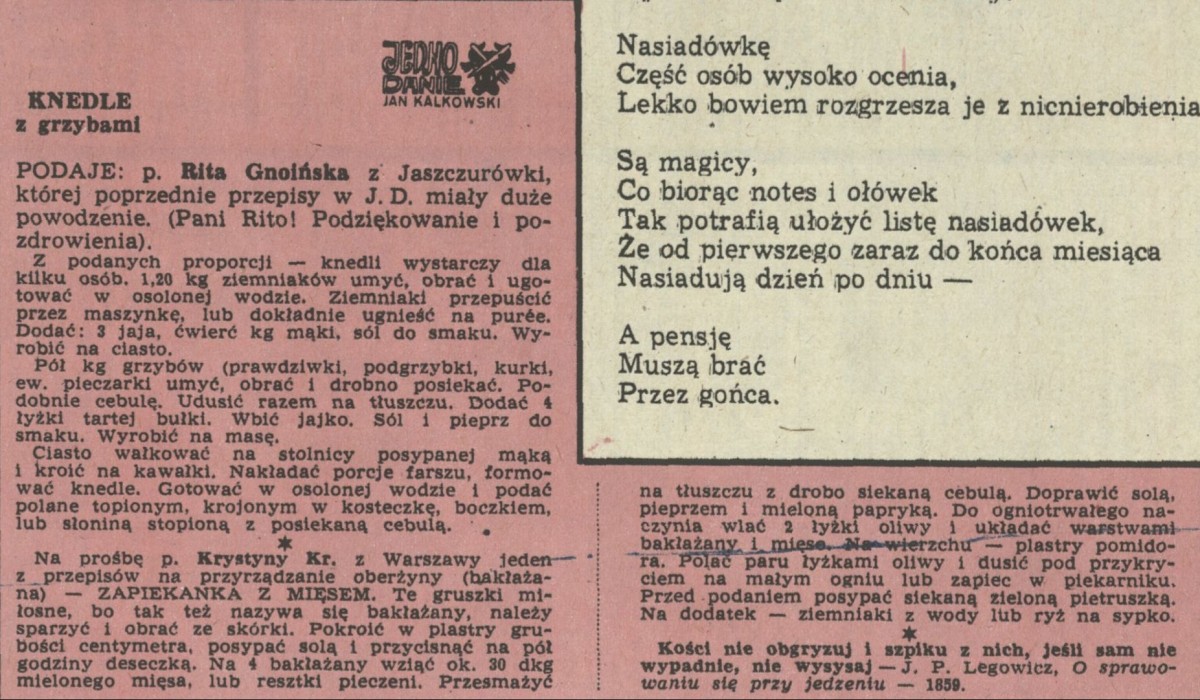 JEDNO
DANIE
JAN KALKOWSKI
KNEDLE
z grzybami
PODAJE: p. Rita Gnoińska z Jaszczurówki,
której poprzednie przepisy w J. D. miały duże
powodzenie. (Pani Rito! Podziękowanie i po-
zdrowienia).
Z podanych proporcji — knedli wystarczy dla
kilku osób. 1,20 kg ziemniaków umyć, obrać i ugo-
tować w osolonej wodzie. Ziemniaki przepuścić
przez maszynkę, lub dokładnie ugnieść na purée.
Dodać: 3 jaja, ćwierć kg mąki, sól do smaku. Wy-
robić na ciasto.
Pół kg grzybów (prawdziwki, podgrzybki, kurki,
ew. pieczarki umyć, obrać i drobno posiekać. Po-
dobnie cebulę. Udusić razem na tłuszczu. Dodać 4
łyżki tartej bułki. Wbić jajko. Sól i pieprz do
smaku. Wyrobić na masę.
Ciasto wałkować na stolnicy posypanej mąką
i kroić na kawałki. Nakładać porcje farszu, formo-
wać knedle. Gotować w osolonej wodzie i podać
polane topionym, krojonym w kosteczkę, boczkiem,
lub słoniną stopioną z posiekaną cebulą.
Na prośbę p. Krystyny Kr. z Warszawy jeden
z przepisów na przyrządzanie oberżyny (bakłaża-
na) — ZAPIEKANKA Z MIĘSEM. Te gruszki mi-
łosne, bo tak też nazywa się bakłażany, należy
sparzyć i obrać ze skórki. Pokroić w plastry gru-
bości centymetra, posypać solą i przycisnąć na pół
godziny deseczką. Na 4 bakłażany wziąć ok. 30 dkg
mielonego mięsa, lub resztki pieczeni. Przesmażyć
na tłuszczu z drobo siekaną cebulą. Doprawić solą,
pieprzem i mieloną papryką. Do ogniotrwałego na-
czynia wlać 2 łyżki oliwy i układać warstwami
bakłażany i mięso. Na wierzchu — plastry pomido-
ra. Polać paru łyżkami oliwy i dusić pod przykry-
ciem na małym ogniu lub zapiec w piekarniku.
Przed podaniem posypać siekaną zieloną pietruszką.
Na dodatek — ziemniaki z wody lub ryż na sypko.
Kości nie obgryzuj i szpiku z nich, jeśli sam nie
wypadnie, nie wysysaj — J. P. Legowicz, O sprawo-
waniu się przy jedzeniu — 1859.
Nasiadówkę
Część osób wysoko ocenia,
Lekko bowiem rozgrzesza je z nicnierobienia
Są magicy,
Co biorąc notes i ołówek
Tak potrafią ułożyć listę nasiadówek,
Że od pierwszego zaraz do końca miesiąca
Nasiadują dzień po dniu —
A pensję
Muszą brać
Przez gońca.